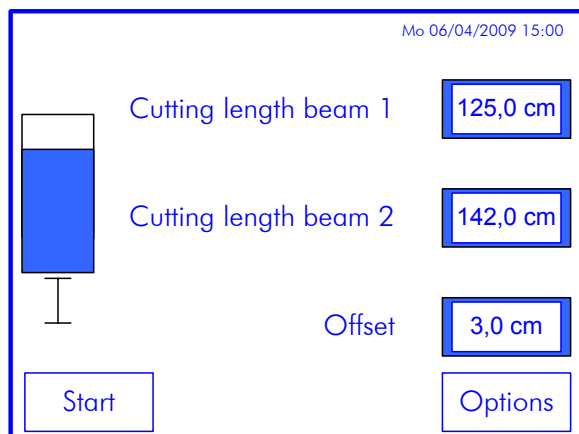 Mo 06/04/2009 15:00
Cutting length beam 1 125,0 cm
Cutting length beam 2 142,0 cm
Offset 3,0 cm
Start Options